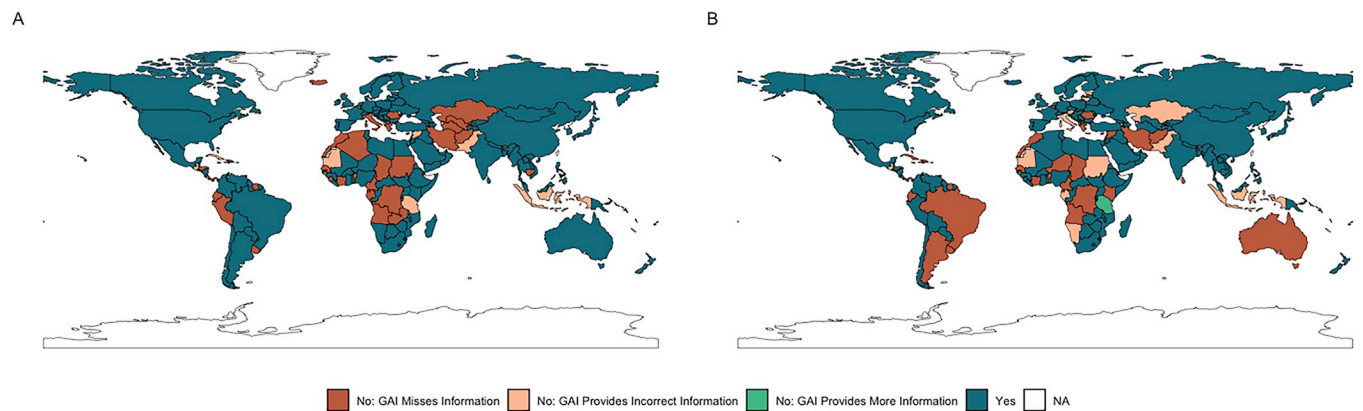 A
B
No: GAI Misses Information
No: GAI Provides Incorrect Information
No: GAI Provides More Information
Yes
NA